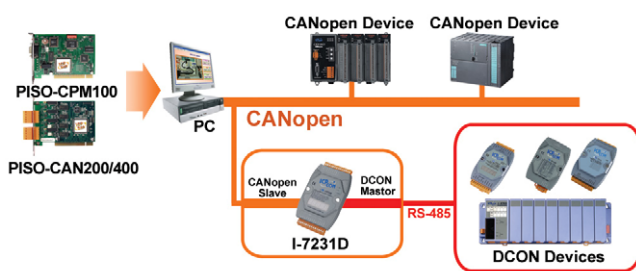 CANopen Device
CANopen Device
PISO-CPM100
PC
CANopen
PISO-CAN200/400
CANopen
Slave
DCON
Mastor
RS-485
I-7231D
DCON Devices